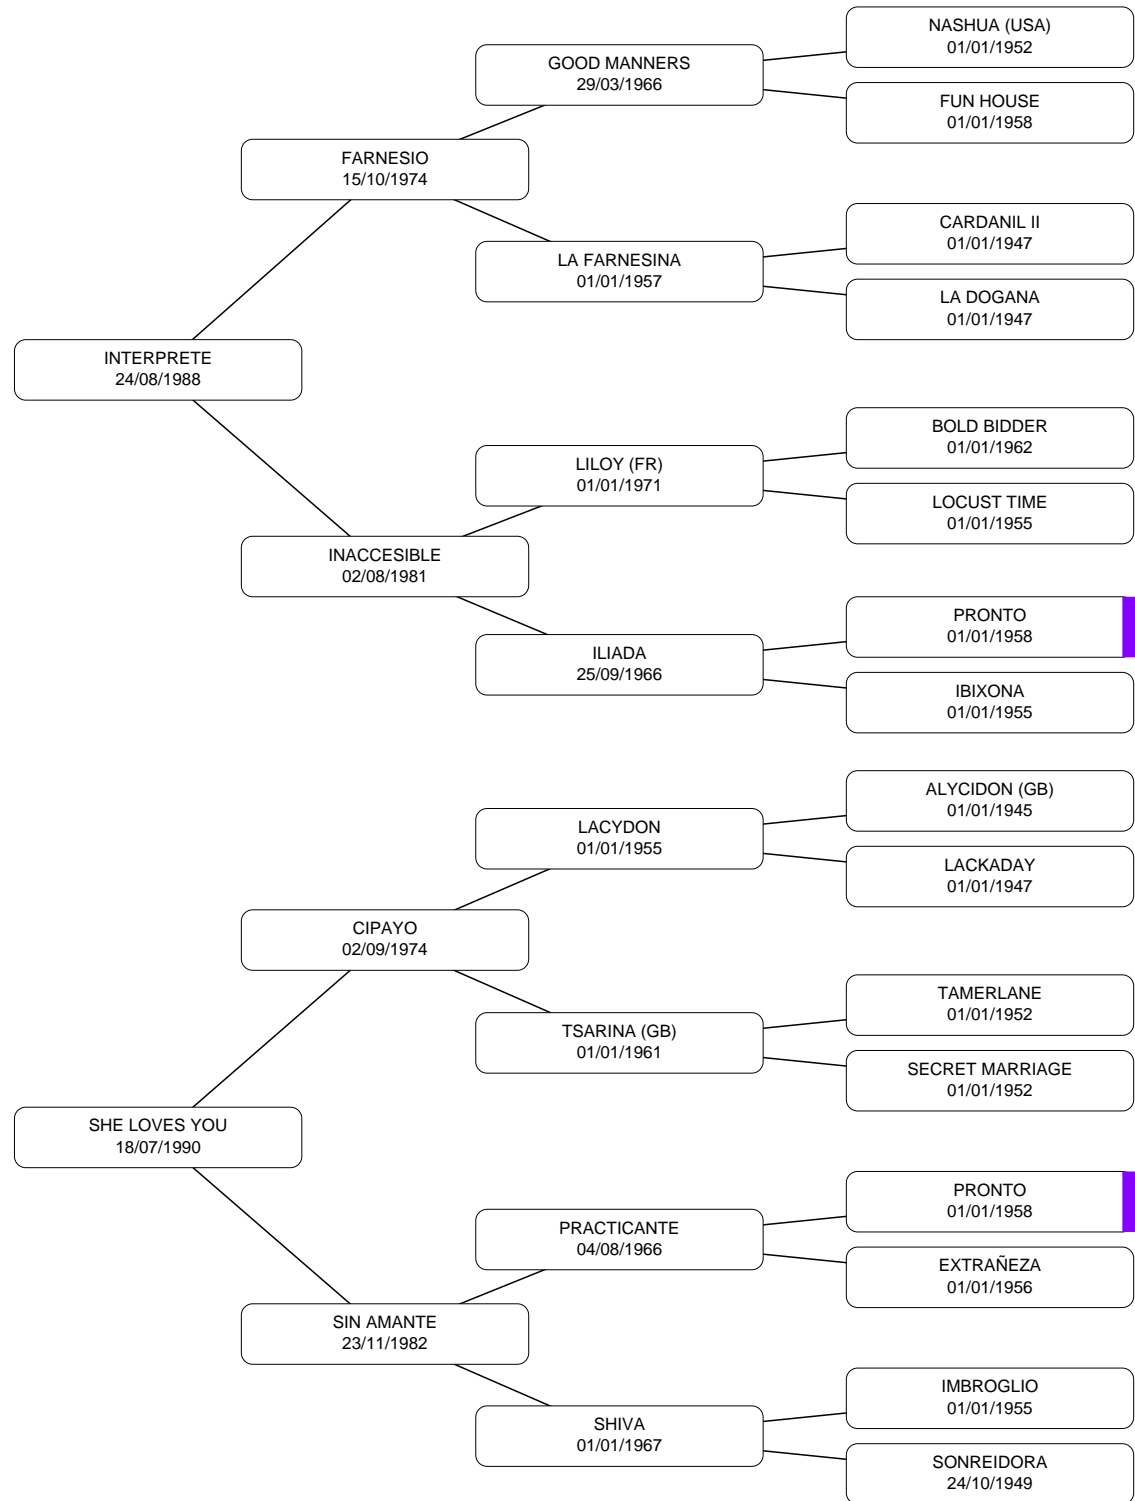 NASHUA (USA)
01/01/1952
GOOD MANNERS
29/03/1966
FUN HOUSE
01/01/1958
FARNESIO
15/10/1974
CARDANIL II
01/01/1947
LA FARNESINA
01/01/1957
LA DOGANA
01/01/1947
INTERPRETE
24/08/1988
BOLD BIDDER
01/01/1962
LILOY (FR)
01/01/1971
LOCUST TIME
01/01/1955
INACCESIBLE
02/08/1981
PRONTO
01/01/1958
ILIADA
25/09/1966
IBIXONA
01/01/1955
ALYCIDON (GB)
01/01/1945
LACYDON
01/01/1955
LACKADAY
01/01/1947
CIPAYO
02/09/1974
TAMERLANE
01/01/1952
TSARINA (GB)
01/01/1961
SECRET MARRIAGE
01/01/1952
SHE LOVES YOU
18/07/1990
PRONTO
01/01/1958
PRACTICANTE
04/08/1966
EXTRAÑEZA
01/01/1956
SIN AMANTE
23/11/1982
IMBROGLIO
01/01/1955
SHIVA
01/01/1967
SONREIDORA
24/10/1949